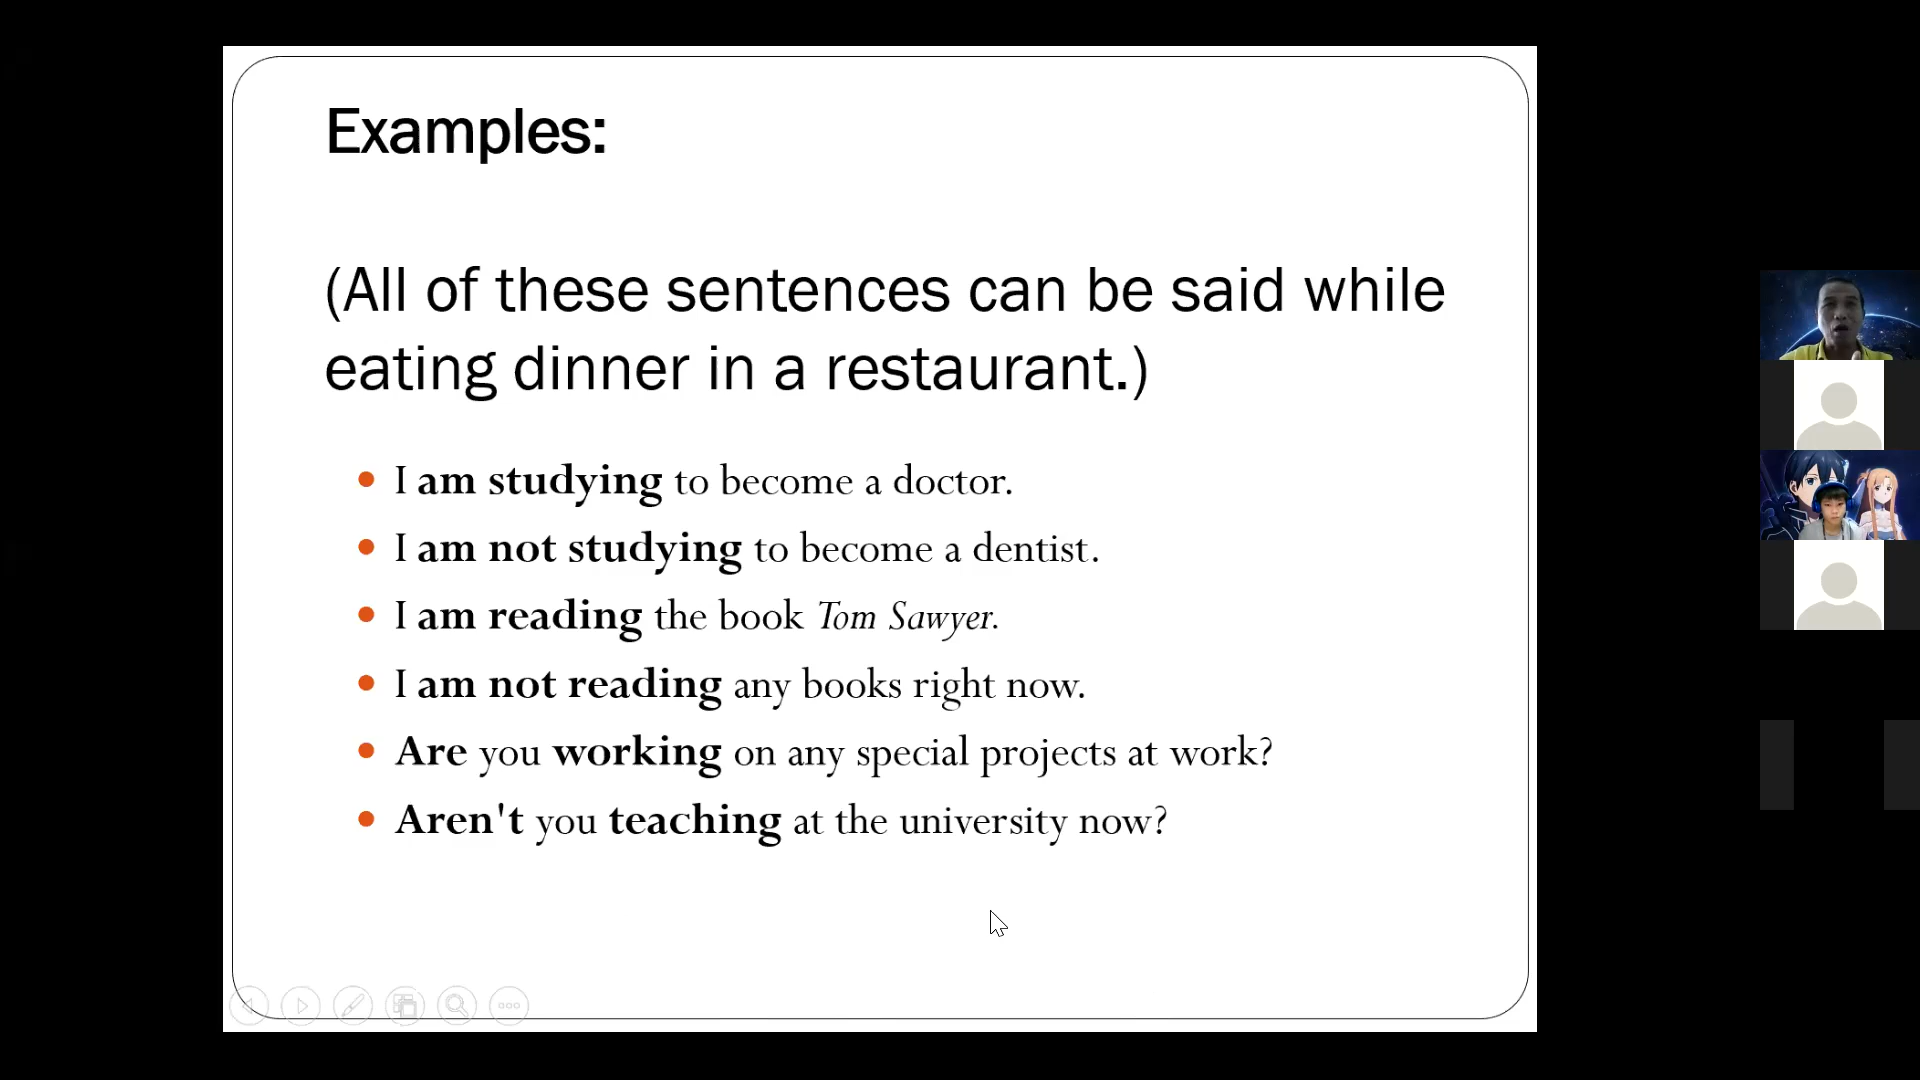 Examples:
(All of these sentences can be said while
eating dinner in a restaurant.)
I am studying to become a doctor.
I am not studying to become a dentist.
I am reading the book Tom Sawyer.
I am not reading any books right now.
Are you working on any special projects at work?
Aren't you teaching at the university now?